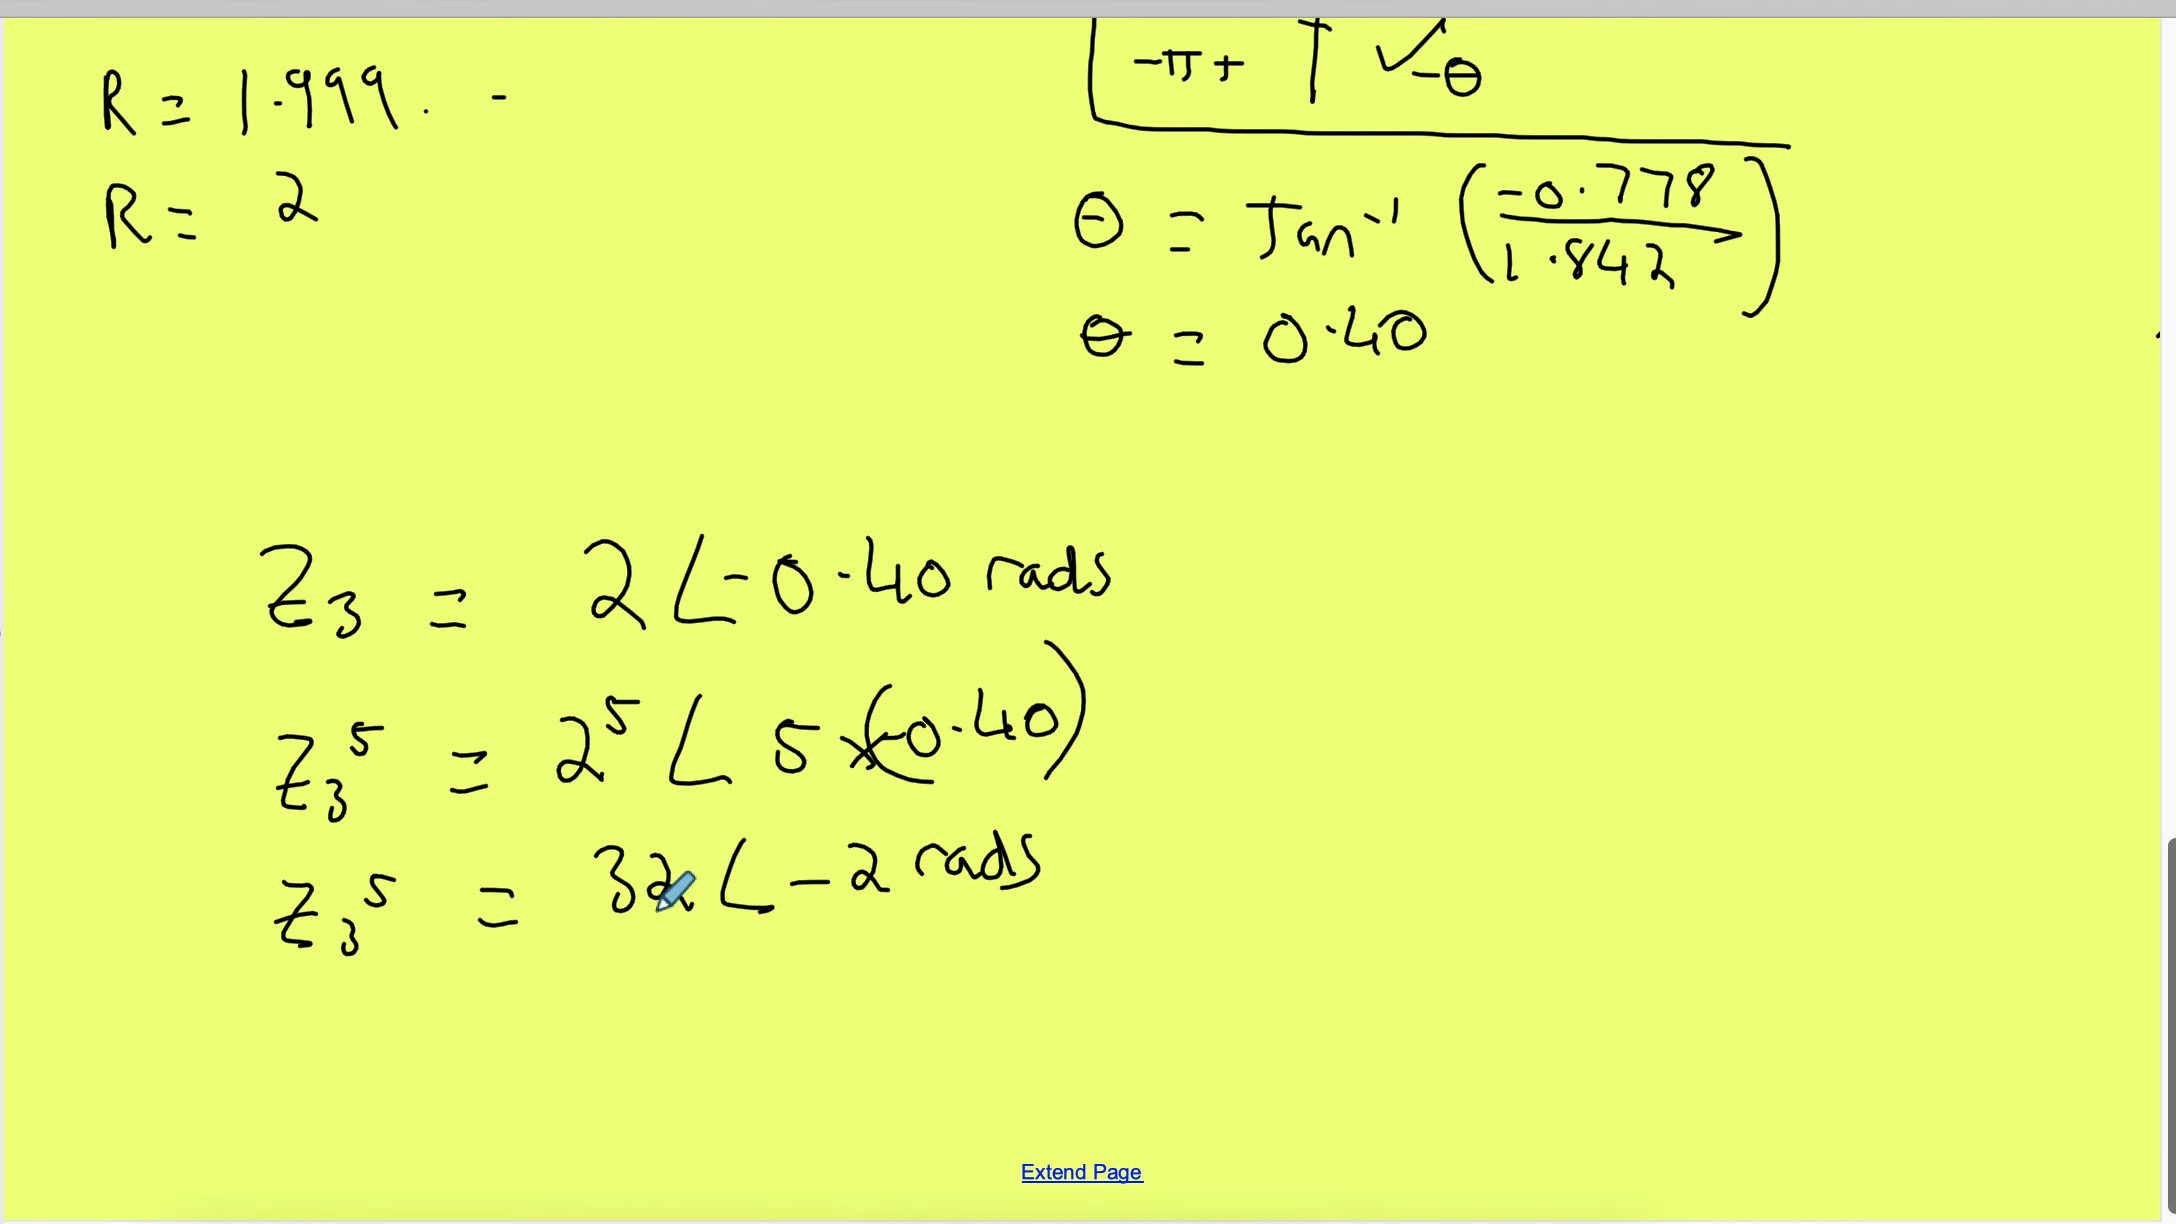 R = 1.999. -
R = 2
-π + ✓ -θ
θ = Tan⁻¹ (-0.778 / 1.842)
θ = 0.40
Z₃ = 2 ∠ -0.40 rads
Z₃⁵ = 2⁵ ∠ 5 × (-0.40)
Z₃⁵ = 32 ∠ -2 rads
Extend Page